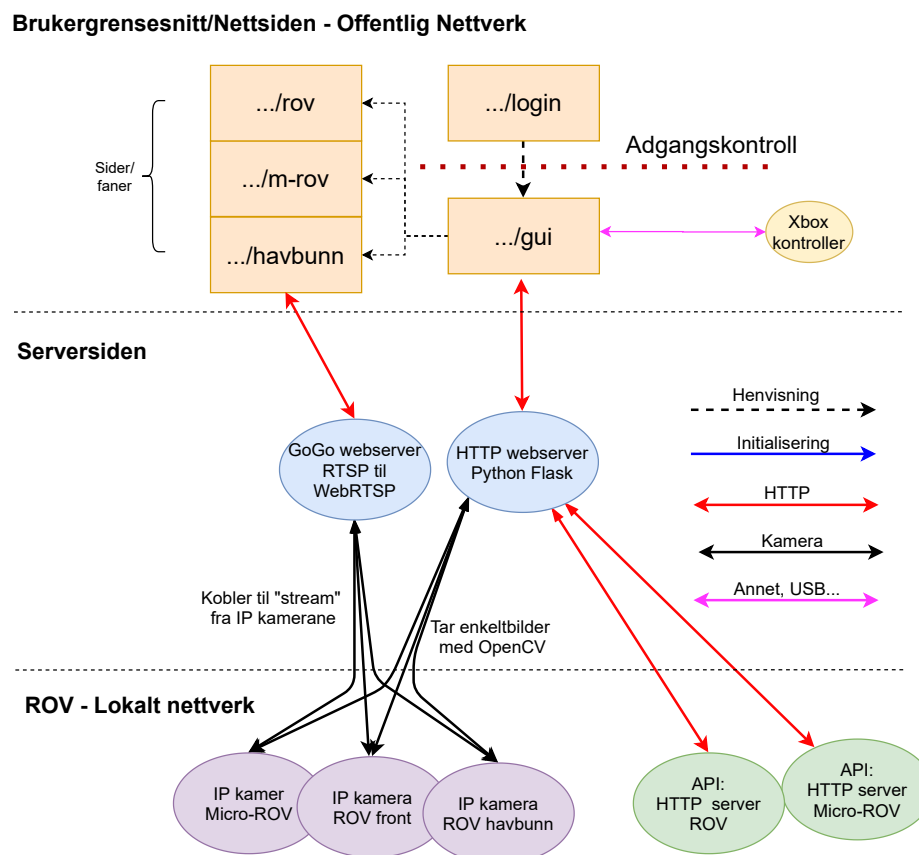 Brukergrensesnitt/Nettsiden - Offentlig Nettverk
.../rov
.../login
Adgangskontroll
Sider/
faner
.../m-rov
.../gui
Xbox
kontroller
.../havbunn
Serversiden
Henvisning
GoGo webserver
RTSP til
WebRTSP
HTTP webserver
Python Flask
Initialisering
HTTP
Kamera
Annet, USB...
Kobler til "stream"
fra IP kamerane
Tar enkeltbilder
med OpenCV
ROV - Lokalt nettverk
IP kamer
Micro-ROV
IP kamera
ROV front
IP kamera
ROV havbunn
API:
HTTP server
ROV
API:
HTTP server
Micro-ROV